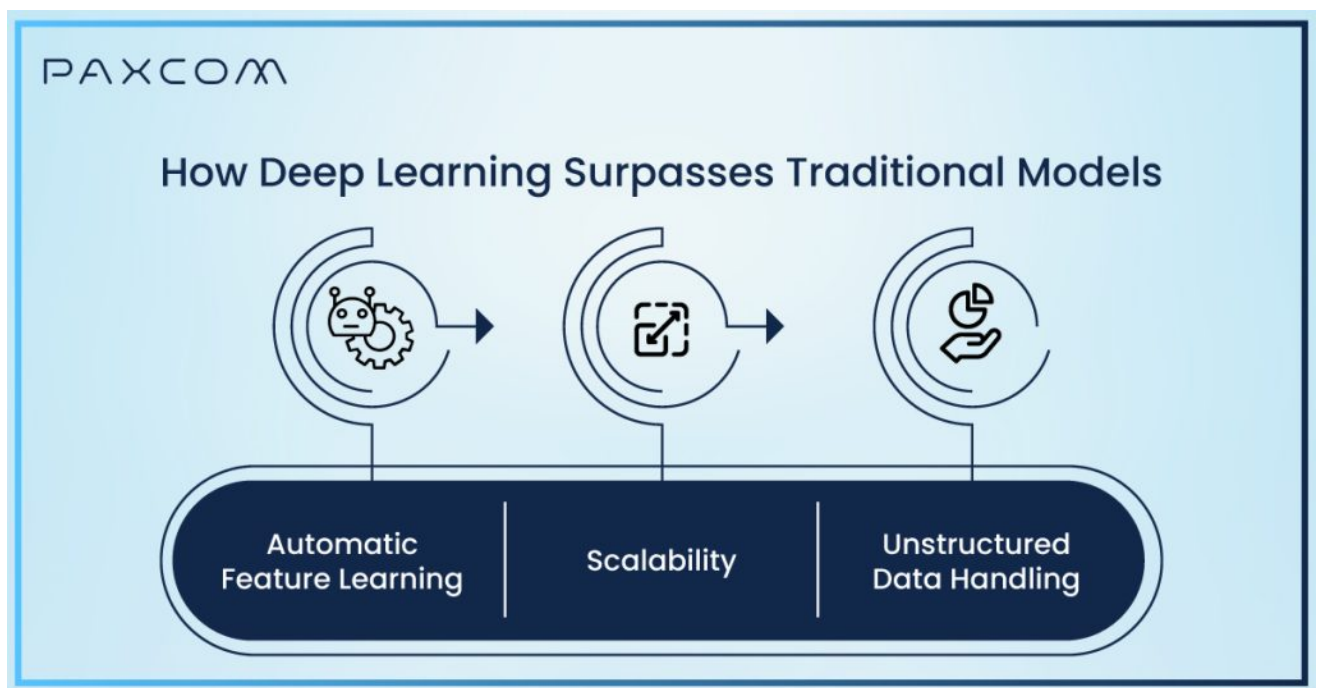 PAXCOM
How Deep Learning Surpasses Traditional Models
Automatic
Feature Learning
Scalability
Unstructured
Data Handling